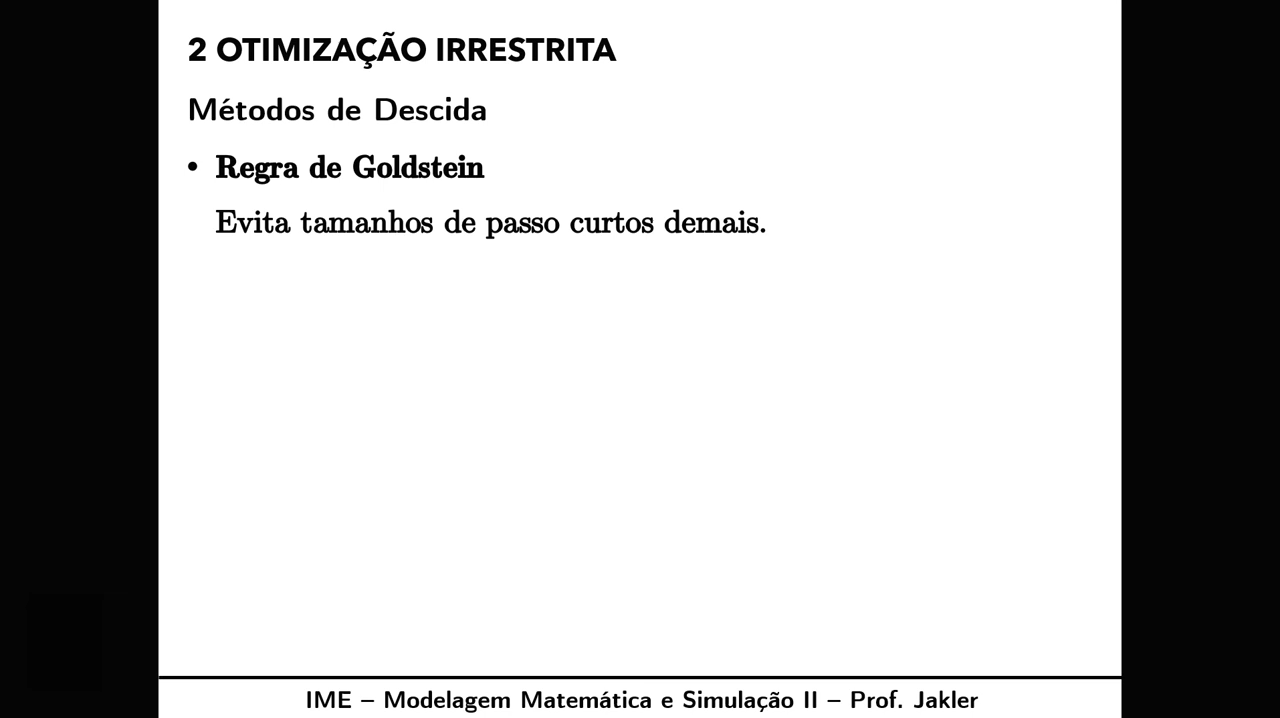 2 OTIMIZAÇÃO IRRESTRITA
Métodos de Descida
• Regra de Goldstein
Evita tamanhos de passo curtos demais.
IME – Modelagem Matemática e Simulação II – Prof. Jakler